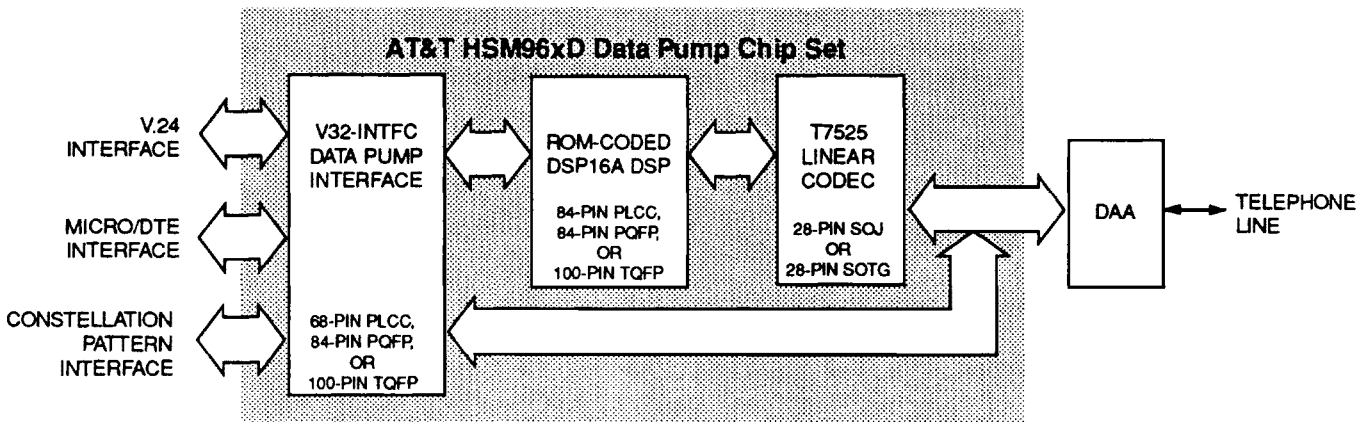 AT&T HSM96xD Data Pump Chip Set
V.24
INTERFACE
MICRO/DTE
INTERFACE
CONSTELLATION
PATTERN
INTERFACE
V32-INTFC
DATA PUMP
INTERFACE
68-PIN PLCC,
84-PIN PQFP,
OR
100-PIN TQFP
ROM-CODED
DSP16A DSP
84-PIN PLCC,
84-PIN PQFP,
OR
100-PIN TQFP
T7525
LINEAR
CODEC
28-PIN SOJ
OR
28-PIN SOTG
DAA
TELEPHONE
LINE